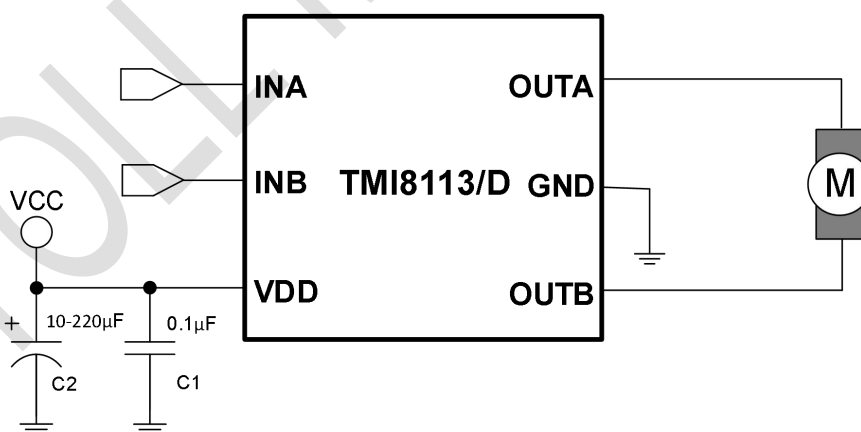 INA
OUTA
INB
TMI8113/D
GND
M
VCC
VDD
OUTB
+
10-220μF
0.1μF
C2
C1